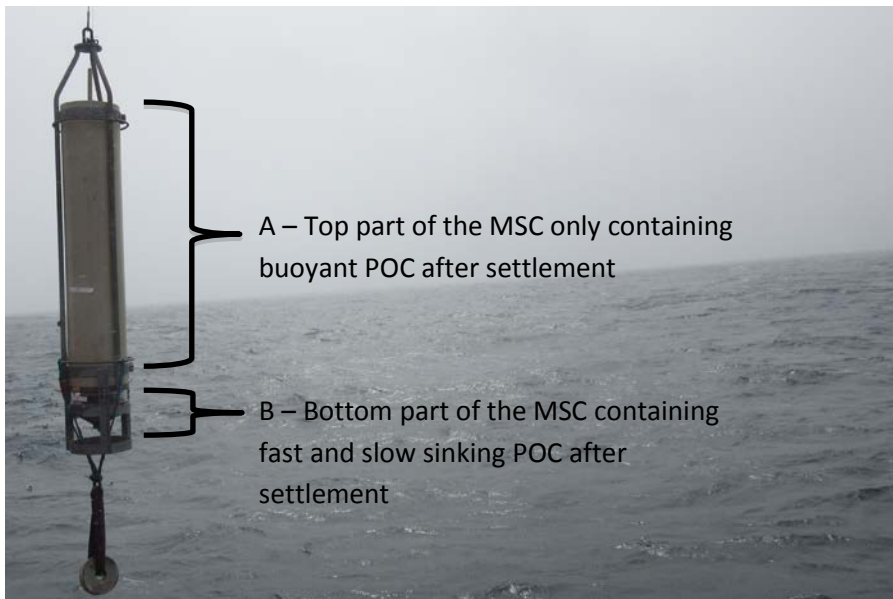 A – Top part of the MSC only containing
buoyant POC after settlement
B – Bottom part of the MSC containing
fast and slow sinking POC after
settlement